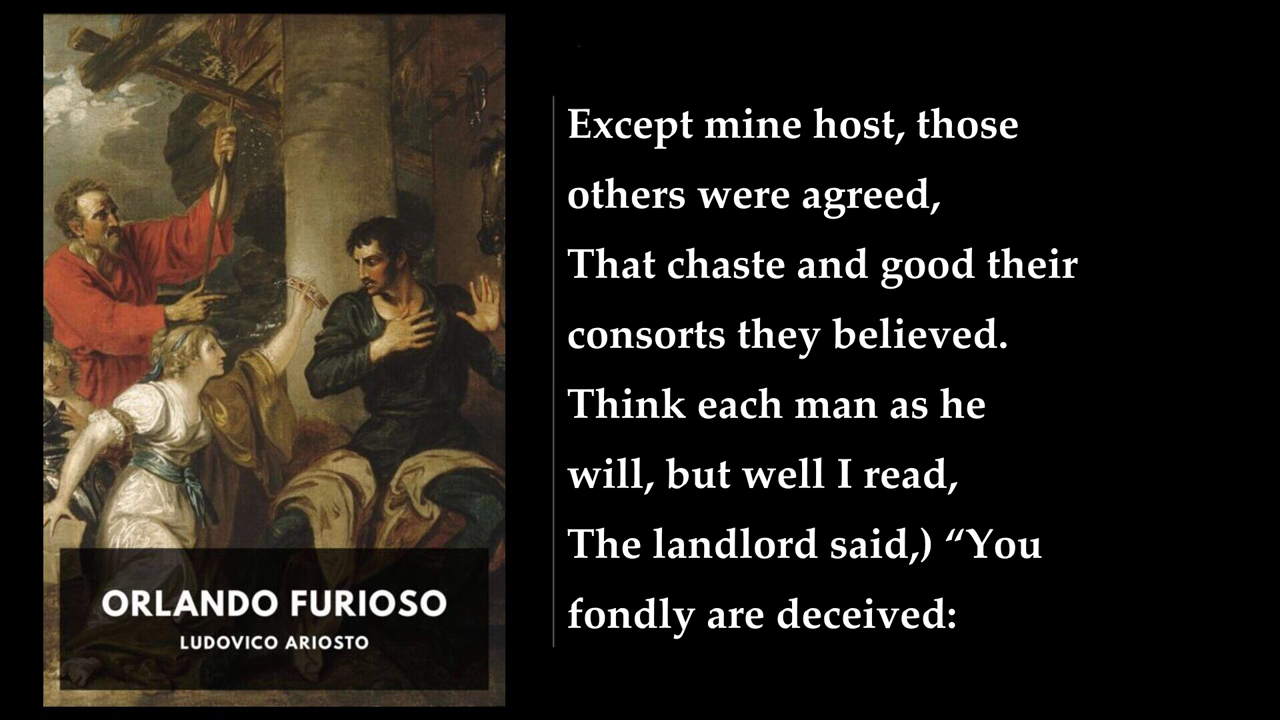 ORLANDO FURIOSO
LUDOVICO ARIOSTO
Except mine host, those
others were agreed,
That chaste and good their
consorts they believed.
Think each man as he
will, but well I read,
The landlord said,) “You
fondly are deceived: